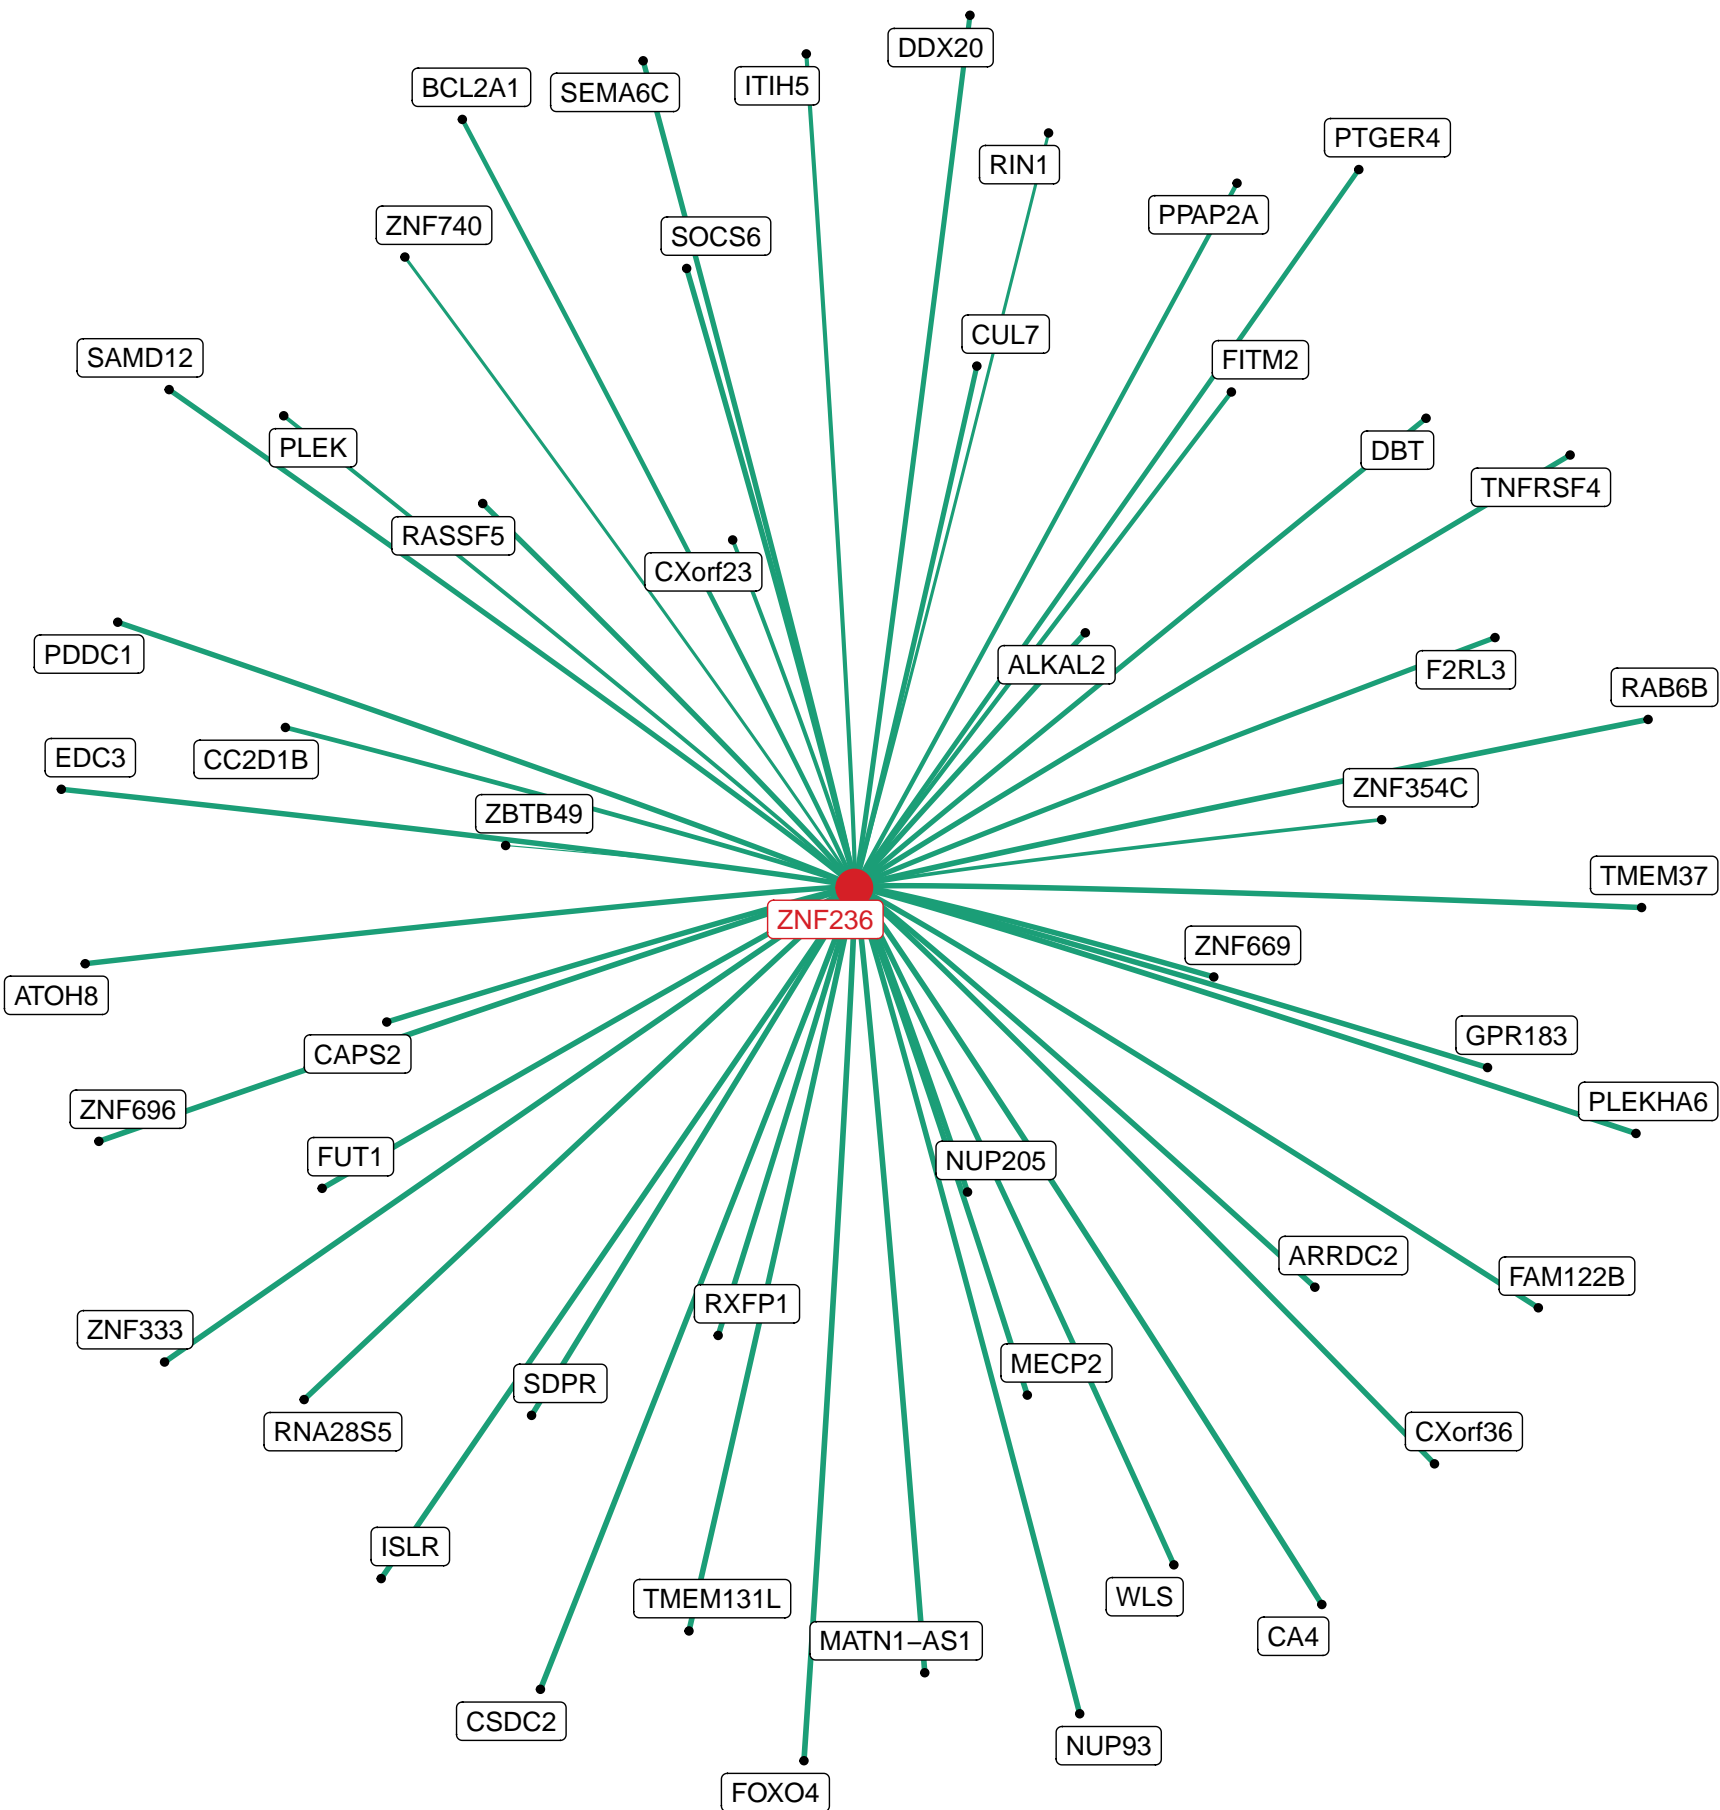 DDX20
BCL2A1
SEMA6C
ITIH5
PTGER4
RIN1
PPAP2A
ZNF740
SOCS6
CUL7
SAMD12
FITM2
PLEK
DBT
TNFRSF4
RASSF5
CXorf23
PDDC1
ALKAL2
F2RL3
RAB6B
EDC3
CC2D1B
ZNF354C
ZBTB49
TMEM37
ZNF236
ZNF669
ATOH8
GPR183
CAPS2
PLEKHA6
ZNF696
FUT1
NUP205
ARRDC2
FAM122B
RXFP1
ZNF333
MECP2
SDPR
RNA28S5
CXorf36
ISLR
TMEM131L
WLS
MATN1−AS1
CA4
CSDC2
NUP93
FOXO4